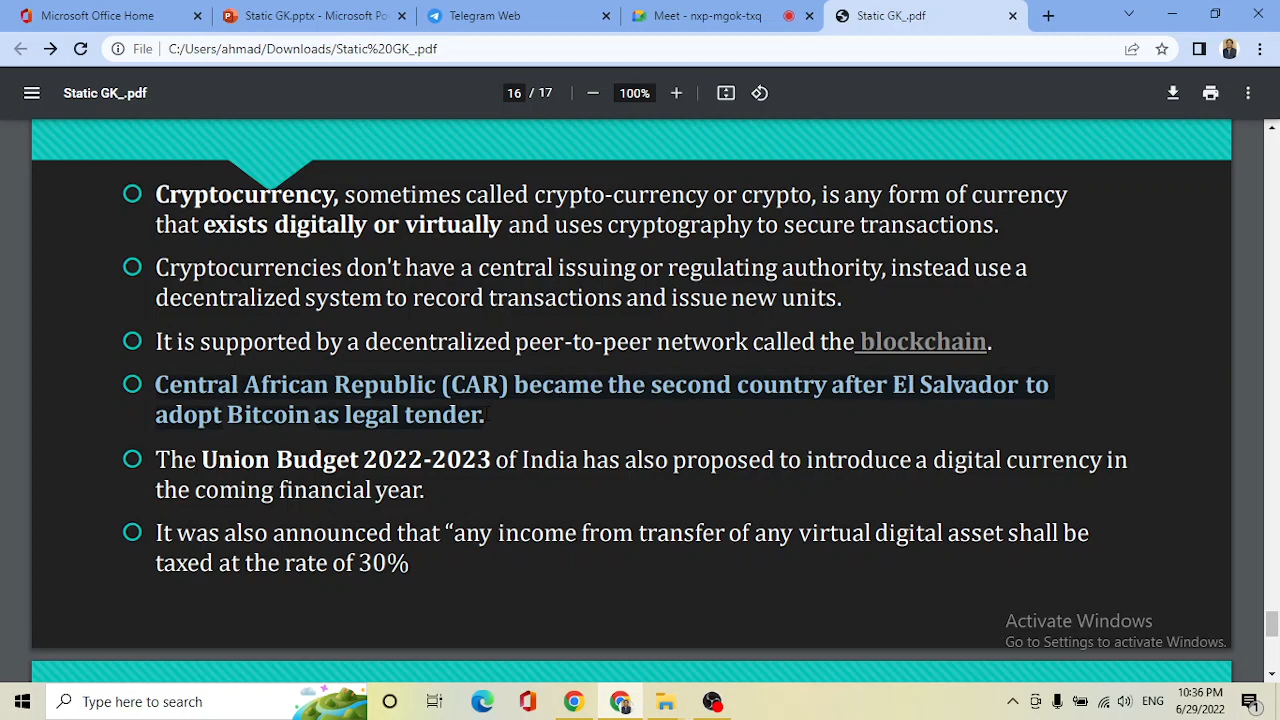 Microsoft Office Home
Static GK.pptx - Microsoft Po
Telegram Web
Meet - nxp-mgok-txq
Static GK_.pdf
File
C:/Users/ahmad/Downloads/Static%20GK_.pdf
Static GK_.pdf
16 / 17
100%
Cryptocurrency, sometimes called crypto-currency or crypto, is any form of currency
that exists digitally or virtually and uses cryptography to secure transactions.
Cryptocurrencies don't have a central issuing or regulating authority, instead use a
decentralized system to record transactions and issue new units.
It is supported by a decentralized peer-to-peer network called the blockchain.
Central African Republic (CAR) became the second country after El Salvador to
adopt Bitcoin as legal tender.
The Union Budget 2022-2023 of India has also proposed to introduce a digital currency in
the coming financial year.
It was also announced that “any income from transfer of any virtual digital asset shall be
taxed at the rate of 30%
Activate Windows
Go to Settings to activate Windows.
Type here to search
ENG
10:36 PM
6/29/2022
1